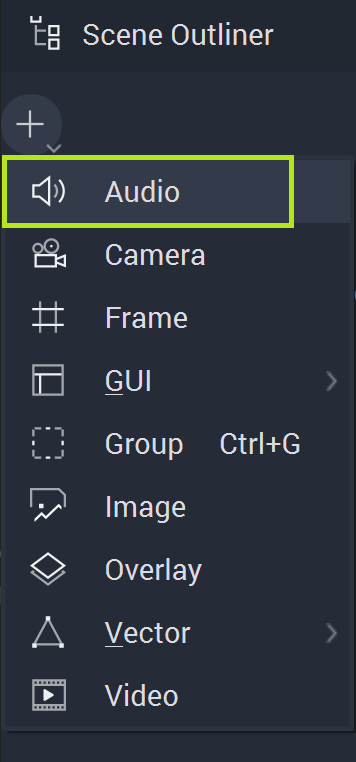 Scene Outliner
Audio
Camera
Frame
GUI
Group Ctrl+G
Image
Overlay
Vector
Video